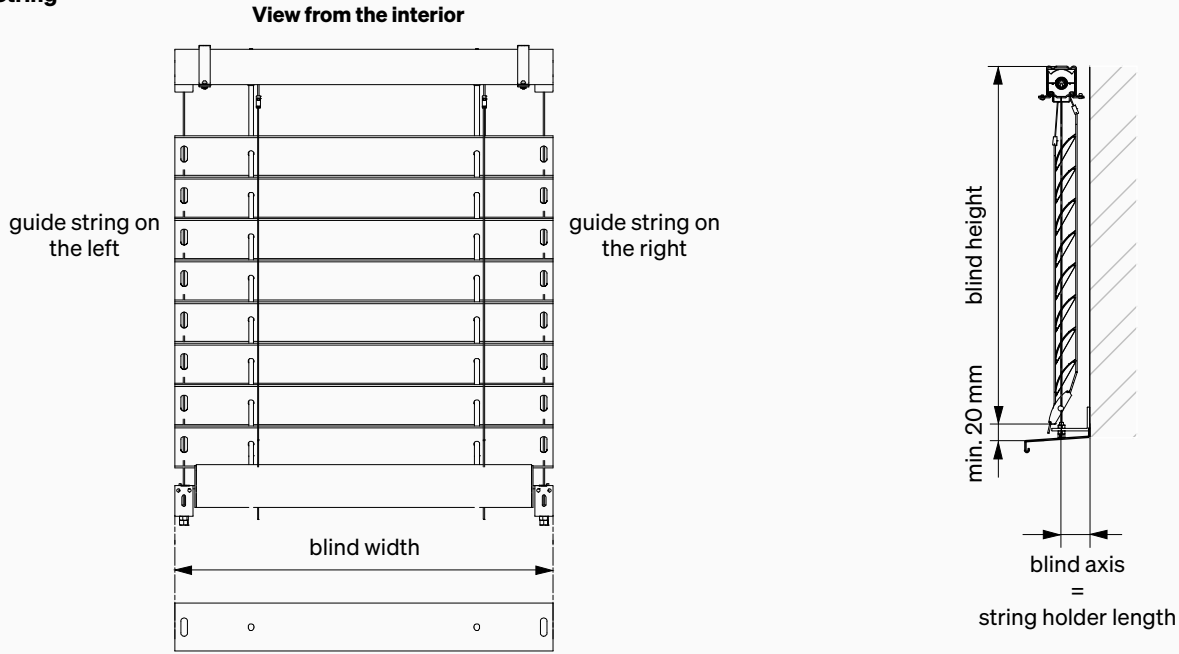 View from the interior
guide string on
the left
guide string on
the right
blind width
blind height
min. 20 mm
blind axis
=
string holder length